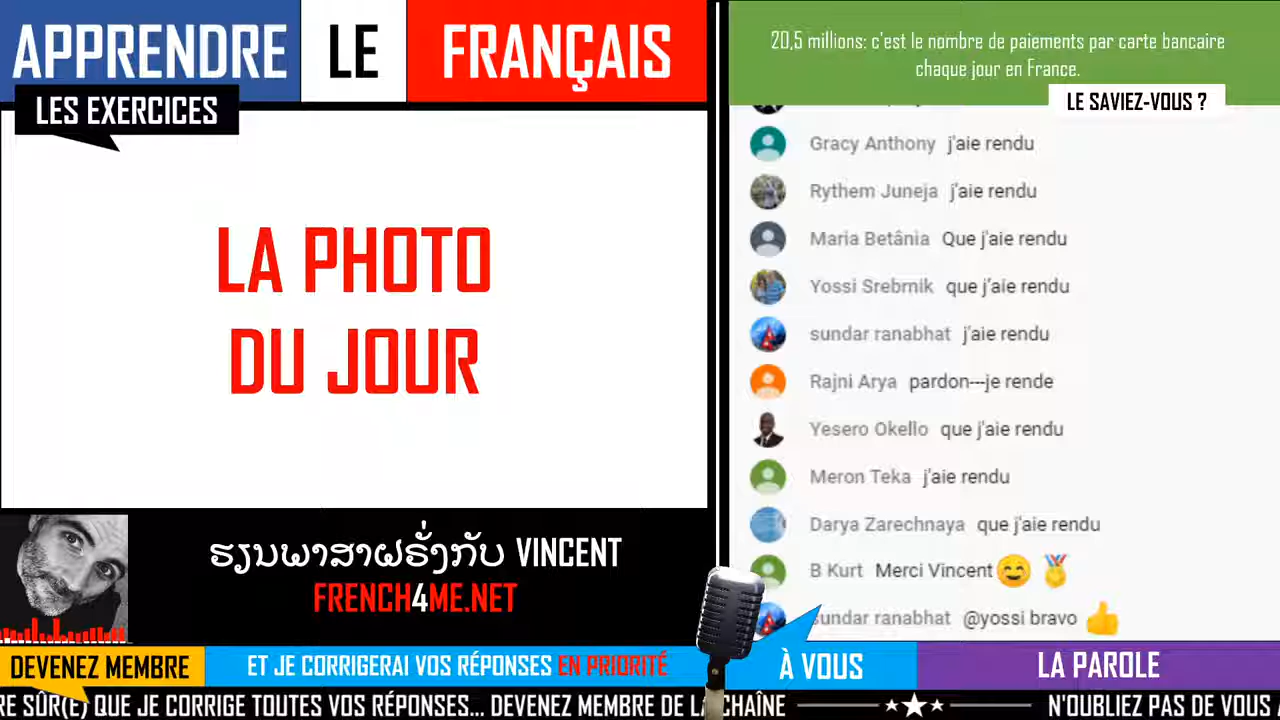 APPRENDRE LE FRANÇAIS
LES EXERCICES
LA PHOTO
DU JOUR
ຮຽນພາສາຝຣັ່ງກັບ VINCENT
FRENCH4ME.NET
20,5 millions: c'est le nombre de paiements par carte bancaire
chaque jour en France.
LE SAVIEZ-VOUS ?
Gracy Anthony j'aie rendu
Rythem Juneja j'aie rendu
Maria Betânia Que j'aie rendu
Yossi Srebrnik que j'aie rendu
sundar ranabhat j'aie rendu
Rajni Arya pardon---je rende
Yesero Okello que j'aie rendu
Meron Teka j'aie rendu
Darya Zarechnaya que j'aie rendu
B Kurt Merci Vincent 😊 🏅
sundar ranabhat @yossi bravo 👍
DEVENEZ MEMBRE ET JE CORRIGERAI VOS RÉPONSES EN PRIORITÉ À VOUS LA PAROLE
RE SÛR(E) QUE JE CORRIGE TOUTES VOS RÉPONSES... DEVENEZ MEMBRE DE LA CHAÎNE N'OUBLIEZ PAS DE VOUS